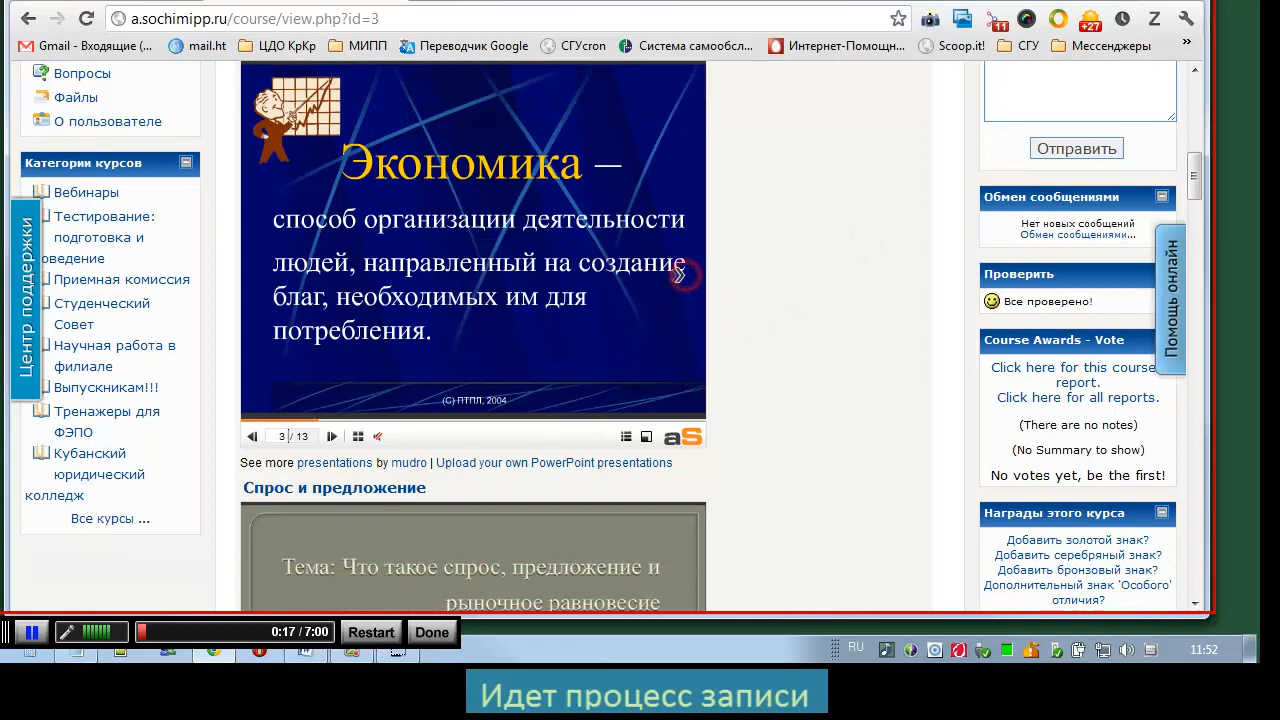 a.sochimipp.ru/course/view.php?id=3
11
+27
Z
Gmail - Входящие (...
mail.ht
ЦДО КрКр
МИПП
Переводчик Google
СГУcron
Система самообсл...
Интернет-Помощн...
Scoop.it!
СГУ
Мессенджеры
»
Вопросы
Файлы
О пользователе
Категории курсов
Вебинары
Тестирование:
подготовка и
оведение
Приемная комиссия
Студенческий
Совет
Научная работа в
филиале
Выпускникам!!!
Тренажеры для
ФЭПО
Кубанский
юридический
колледж
Все курсы ...
Центр поддержки
Экономика –
способ организации деятельности
людей, направленный на создание
благ, необходимых им для
потребления.
(С) ПТПЛ, 2004
3 / 13
aS
See more presentations by mudro | Upload your own PowerPoint presentations
Спрос и предложение
Тема: Что такое спрос, предложение и
рыночное равновесие
Отправить
Обмен сообщениями
Нет новых сообщений
Обмен сообщениями...
Проверить
Все проверено!
Course Awards - Vote
Click here for this course
report.
Click here for all reports.
(There are no notes)
(No Summary to show)
No votes yet, be the first!
Награды этого курса
Добавить золотой знак?
Добавить серебряный знак?
Добавить бронзовый знак?
Дополнительный знак 'Особого'
отличия?
Помощь онлайн
0:17 / 7:00
Restart
Done
RU
11:52
Идет процесс записи